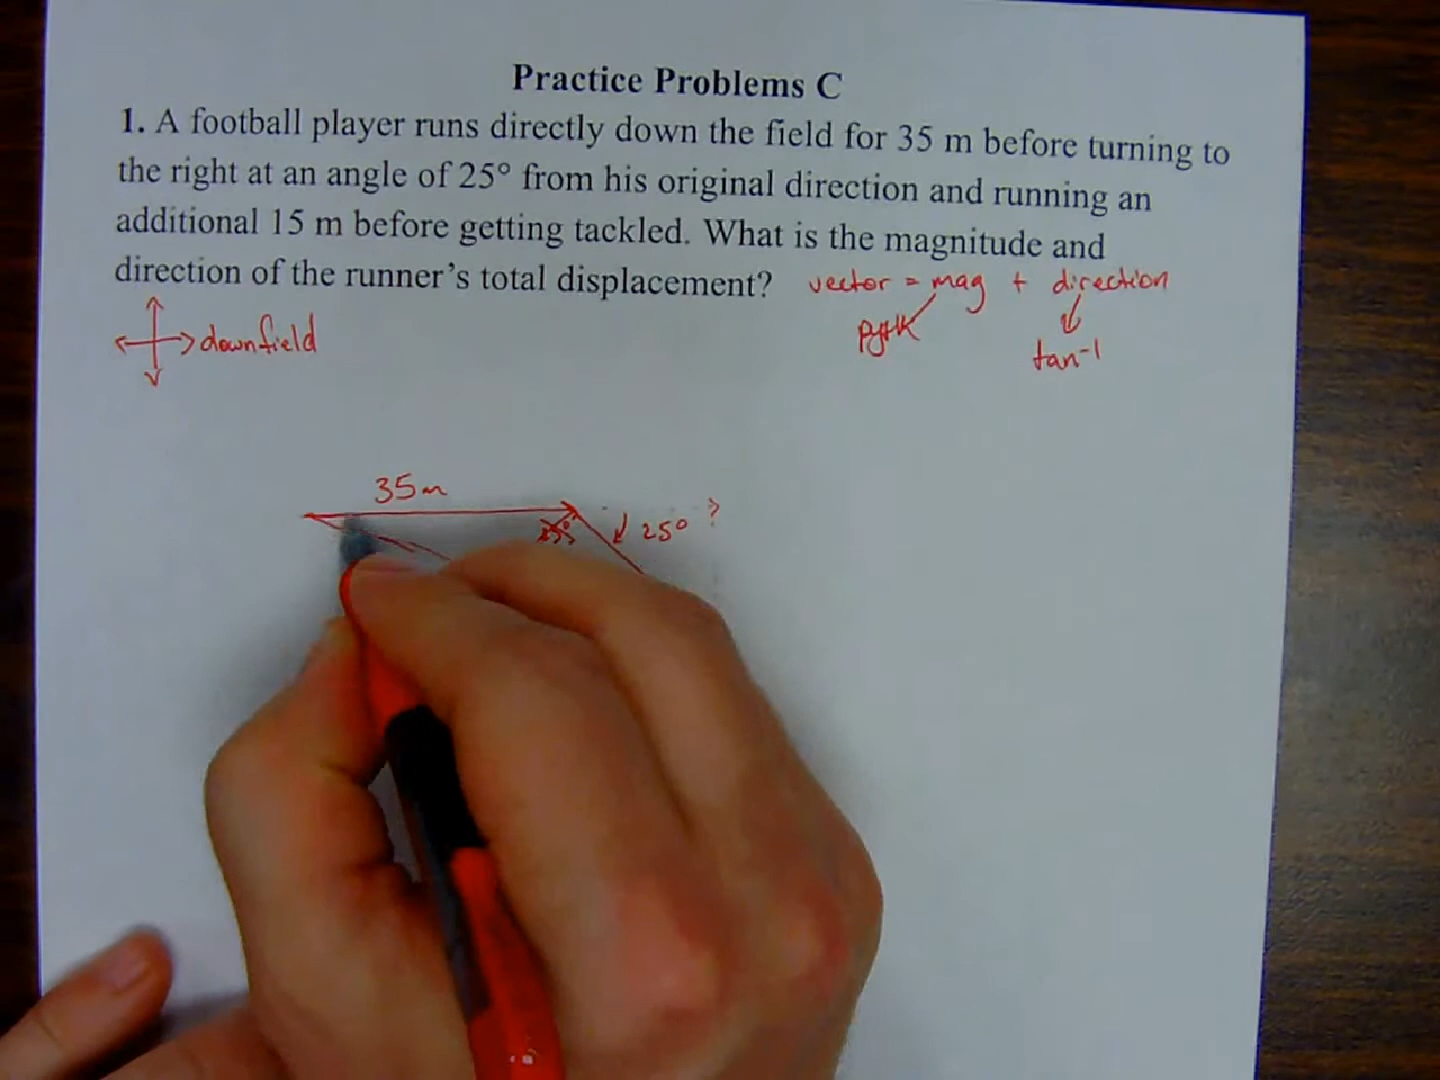 Practice Problems C
1. A football player runs directly down the field for 35 m before turning to
the right at an angle of 25° from his original direction and running an
additional 15 m before getting tackled. What is the magnitude and
direction of the runner's total displacement? vector = mag + direction
pytk
tan-1
downfield
35m
25° ?